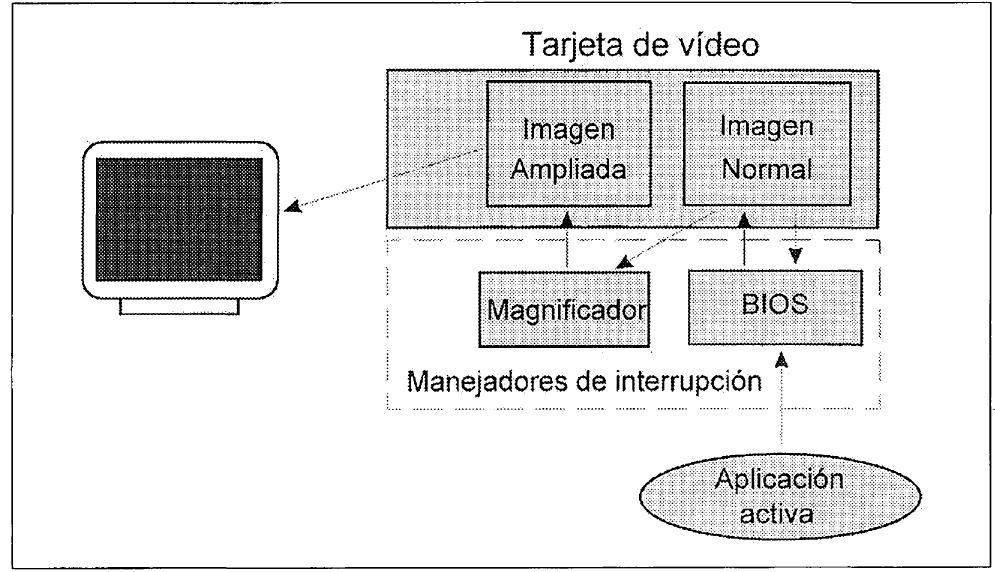 Tarjeta de vídeo
Imagen
Ampliada
Imagen
Normal
Magnificador
BIOS
Manejadores de interrupción
Aplicación
activa